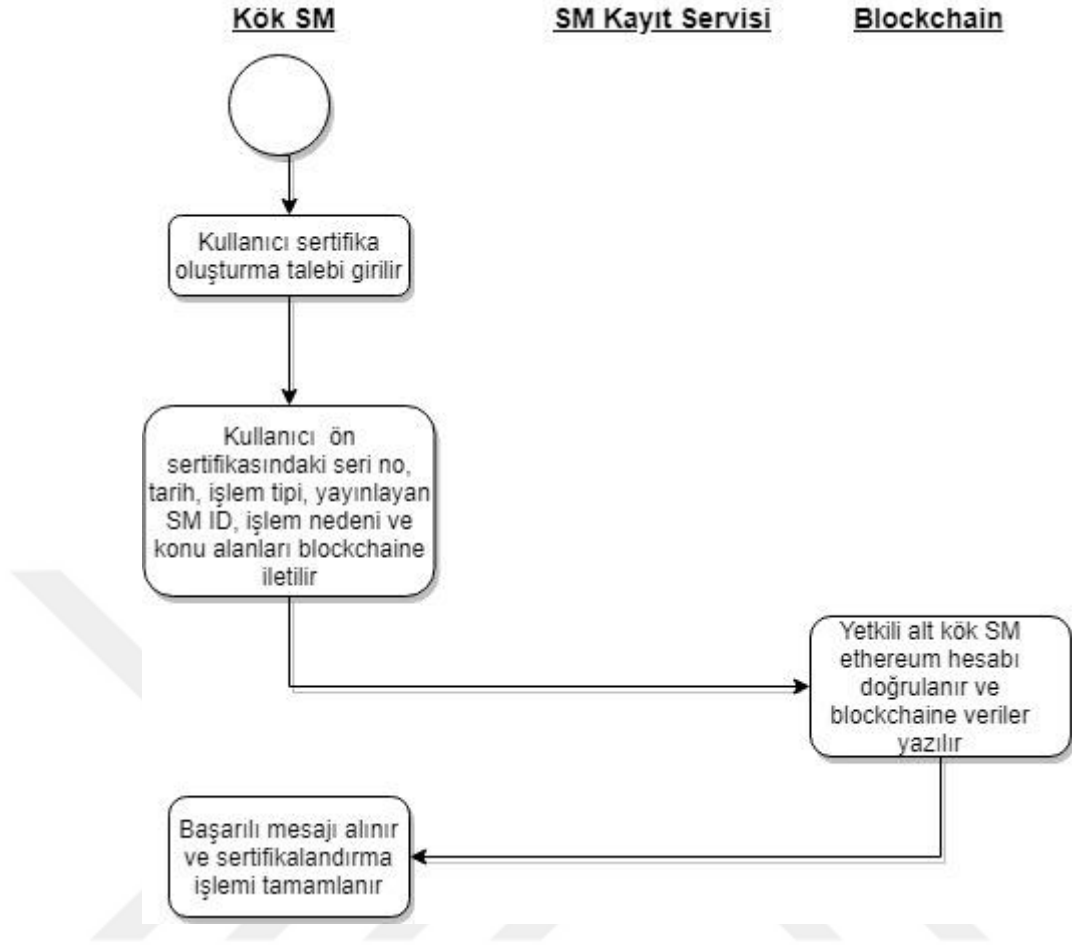 Kök SM
SM Kayıt Servisi
Blockchain
Kullanıcı sertifika
oluşturma talebi girilir
Kullanıcı ön
sertifikasındaki seri no,
tarih, işlem tipi, yayınlayan
SM ID, işlem nedeni ve
konu alanları blockchaine
iletilir
Yetkili alt kök SM
ethereum hesabı
doğrulanır ve
blockchaine veriler
yazılır
Başarılı mesajı alınır
ve sertifikalandırma
işlemi tamamlanır